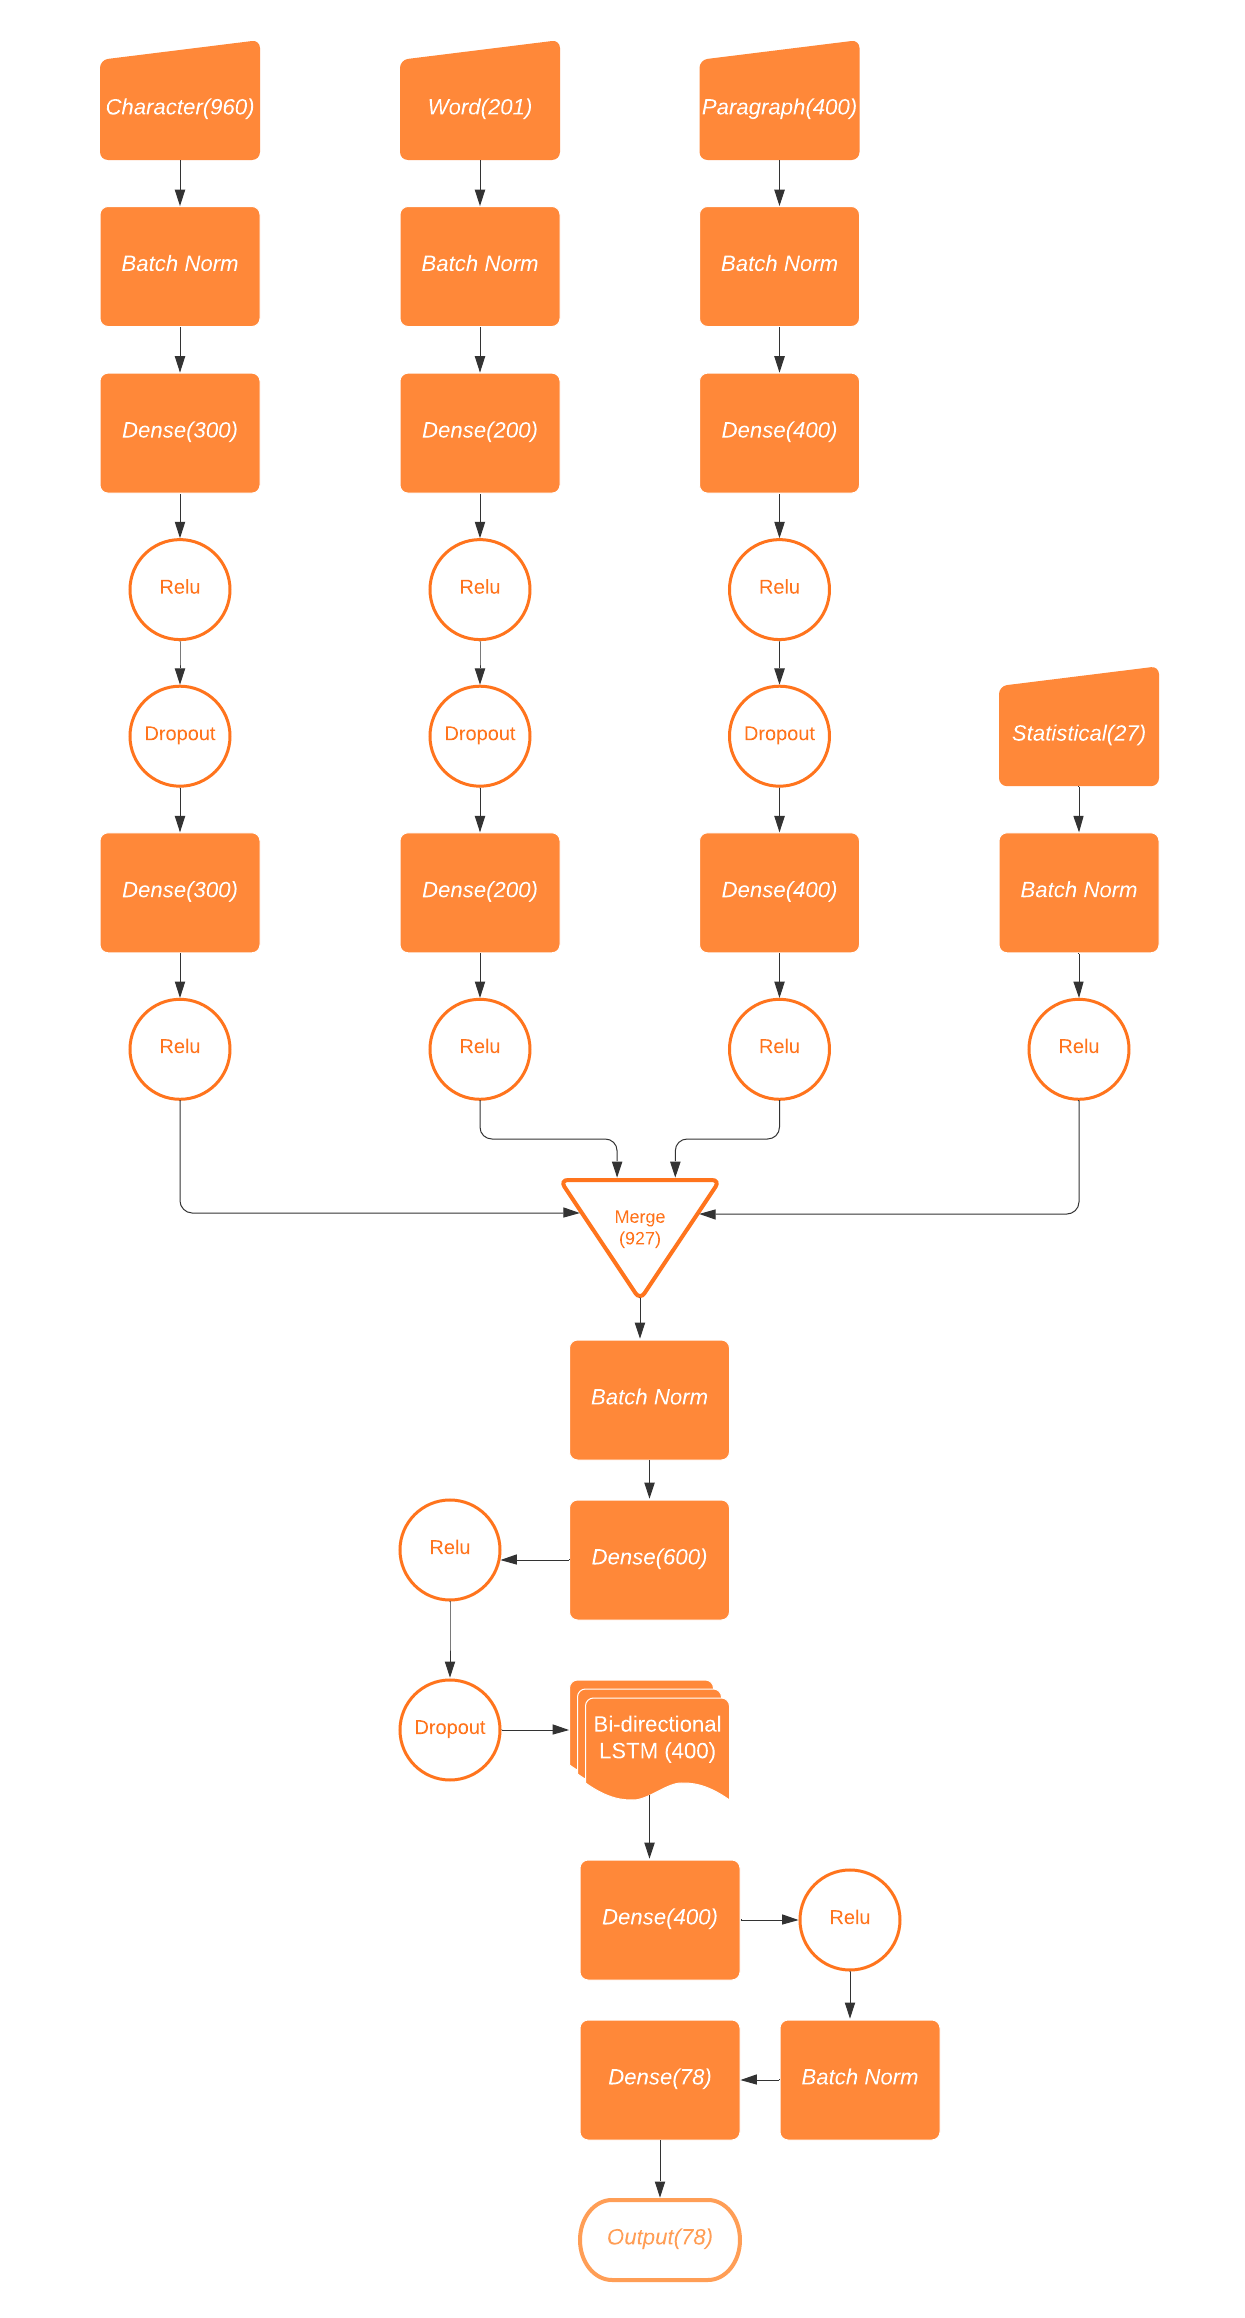 Character(960)
Word(201)
Paragraph(400)
Batch Norm
Batch Norm
Batch Norm
Dense(300)
Dense(200)
Dense(400)
Relu
Relu
Relu
Dropout
Dropout
Dropout
Statistical(27)
Dense(300)
Dense(200)
Dense(400)
Batch Norm
Relu
Relu
Relu
Relu
Merge
(927)
Batch Norm
Relu
Dense(600)
Dropout
Bi-directional
LSTM (400)
Dense(400)
Relu
Dense(78)
Batch Norm
Output(78)